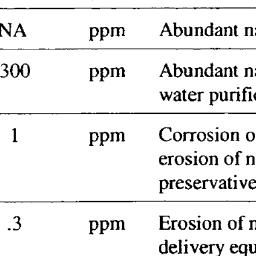 NA ppm Abundant na
300 ppm Abundant na
water purific
1 ppm Corrosion o
erosion of n
preservative
.3 ppm Erosion of n
delivery equ